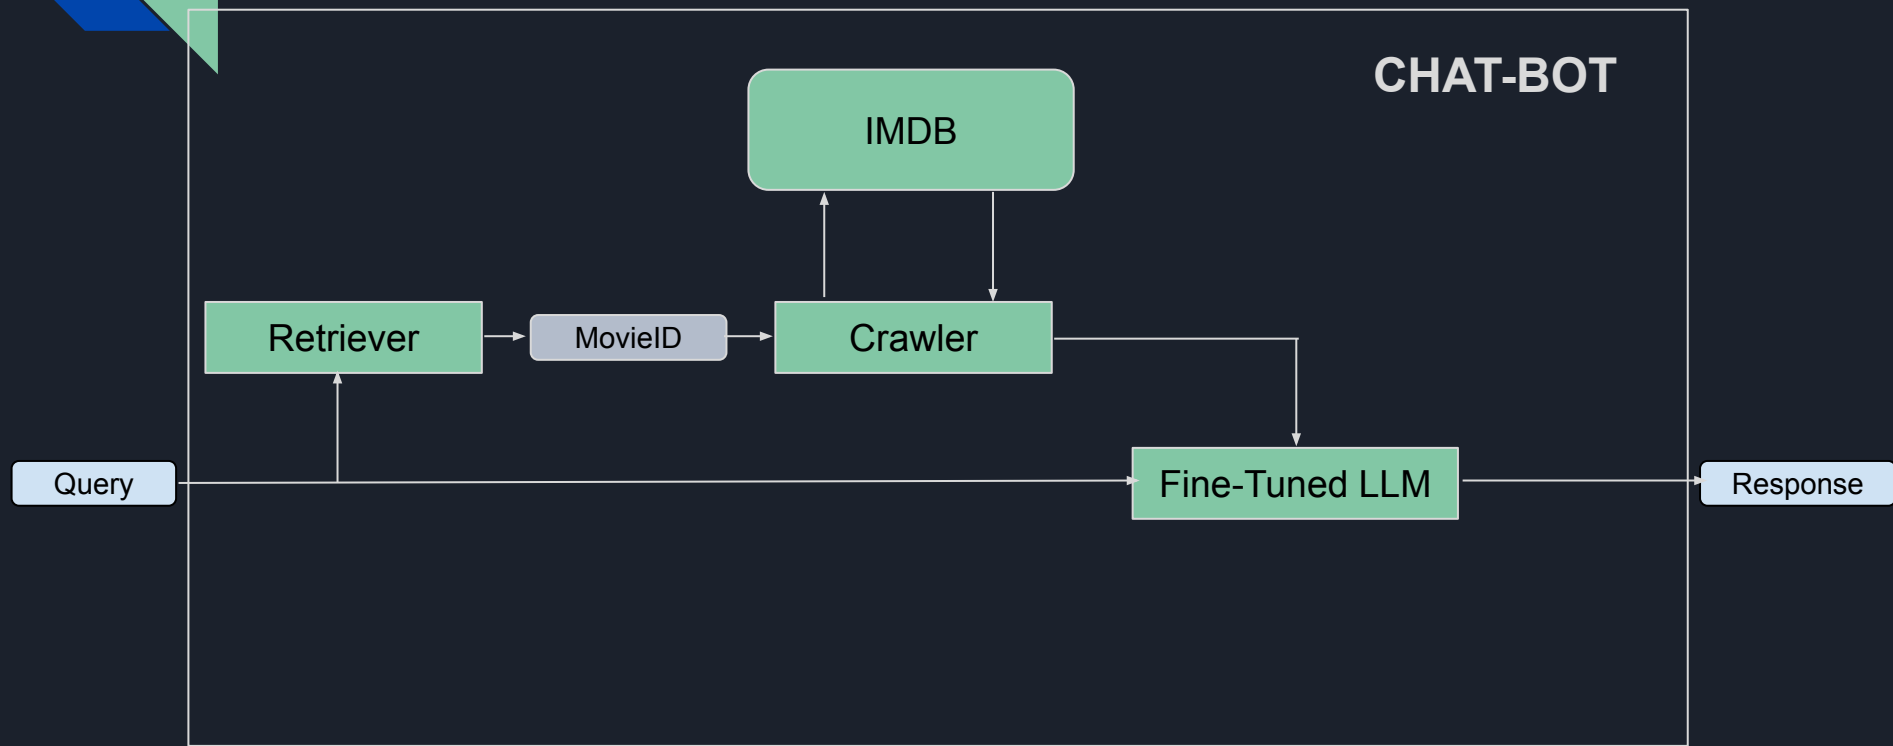 CHAT-BOT
IMDB
Retriever
MovieID
Crawler
Query
Fine-Tuned LLM
Response